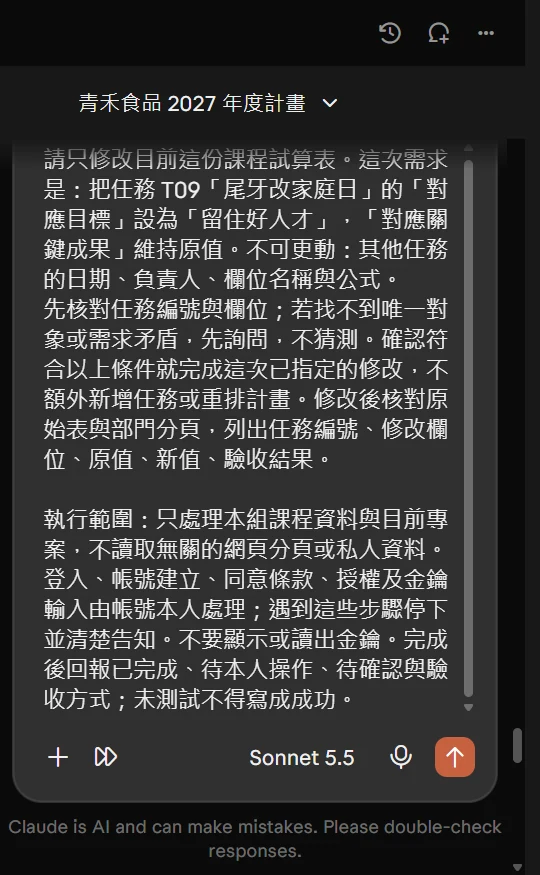 青禾食品 2027 年度計畫
請只修改目前這份課程試算表。這次需求
是：把任務 T09「尾牙改家庭日」的「對
應目標」設為「留住好人才」，「對應關
鍵成果」維持原值。不可更動：其他任務
的日期、負責人、欄位名稱與公式。
先核對任務編號與欄位；若找不到唯一對
象或需求矛盾，先詢問，不猜測。確認符
合以上條件就完成這次已指定的修改，不
額外新增任務或重排計畫。修改後核對原
始表與部門分頁，列出任務編號、修改欄
位、原值、新值、驗收結果。
執行範圍：只處理本組課程資料與目前專
案，不讀取無關的網頁分頁或私人資料。
登入、帳號建立、同意條款、授權及金鑰
輸入由帳號本人處理；遇到這些步驟停下
並清楚告知。不要顯示或讀出金鑰。完成
後回報已完成、待本人操作、待確認與驗
收方式；未測試不得寫成成功。
Sonnet 5.5
Claude is AI and can make mistakes. Please double-check
responses.